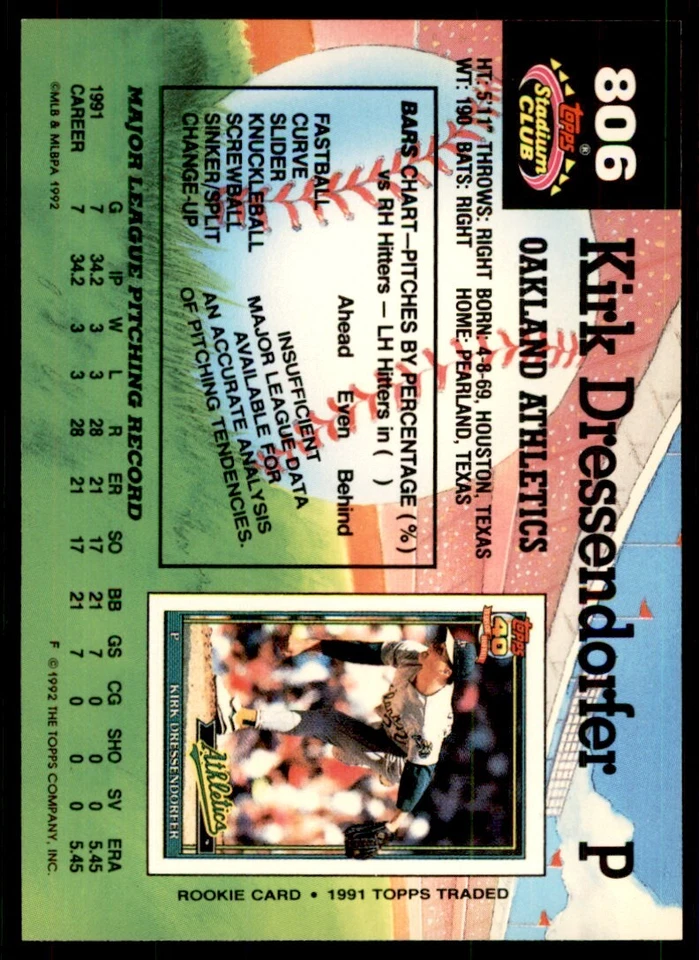 806
Topps®
Stadium
CLUB
Kirk Dressendorfer P
OAKLAND ATHLETICS
HT: 5'11" THROWS: RIGHT BORN: 4-8-69, HOUSTON, TEXAS
WT: 190 BATS: RIGHT HOME: PEARLAND, TEXAS
BARS CHART—PITCHES BY PERCENTAGE (%)
vs RH Hitters — LH Hitters in ( )
Ahead Even Behind
FASTBALL
CURVE
SLIDER
KNUCKLEBALL
SCREWBALL
SINKER/SPLIT
CHANGE-UP
INSUFFICIENT
MAJOR LEAGUE DATA
AVAILABLE FOR
AN ACCURATE ANALYSIS
OF PITCHING TENDENCIES.
TOPPS
40
Athletics
P KIRK DRESSENDORFER
ROOKIE CARD • 1991 TOPPS TRADED
MAJOR LEAGUE PITCHING RECORD
G IP W L R ER SO BB GS CG SHO SV ERA
1991 7 34.2 3 3 28 21 17 21 7 0 0 0 5.45
CAREER 7 34.2 3 3 28 21 17 21 7 0 0 0 5.45
©MLB & MLBPA 1992
F © 1992 THE TOPPS COMPANY, INC.